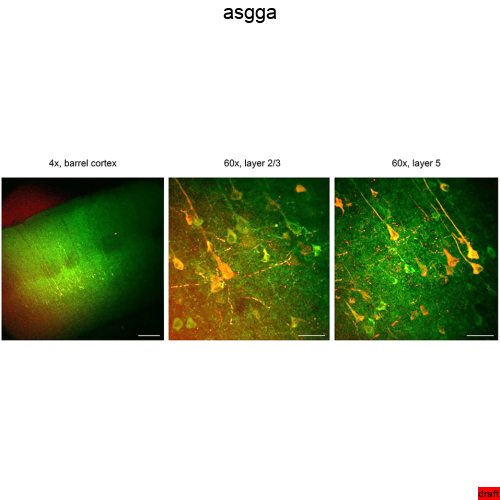 asgga
4x, barrel cortex
60x, layer 2/3
60x, layer 5
draft